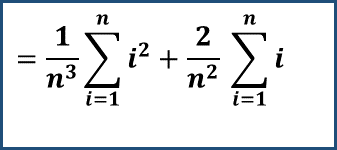 = 1/n³ ∑_{i=1}^{n} i² + 2/n² ∑_{i=1}^{n} i